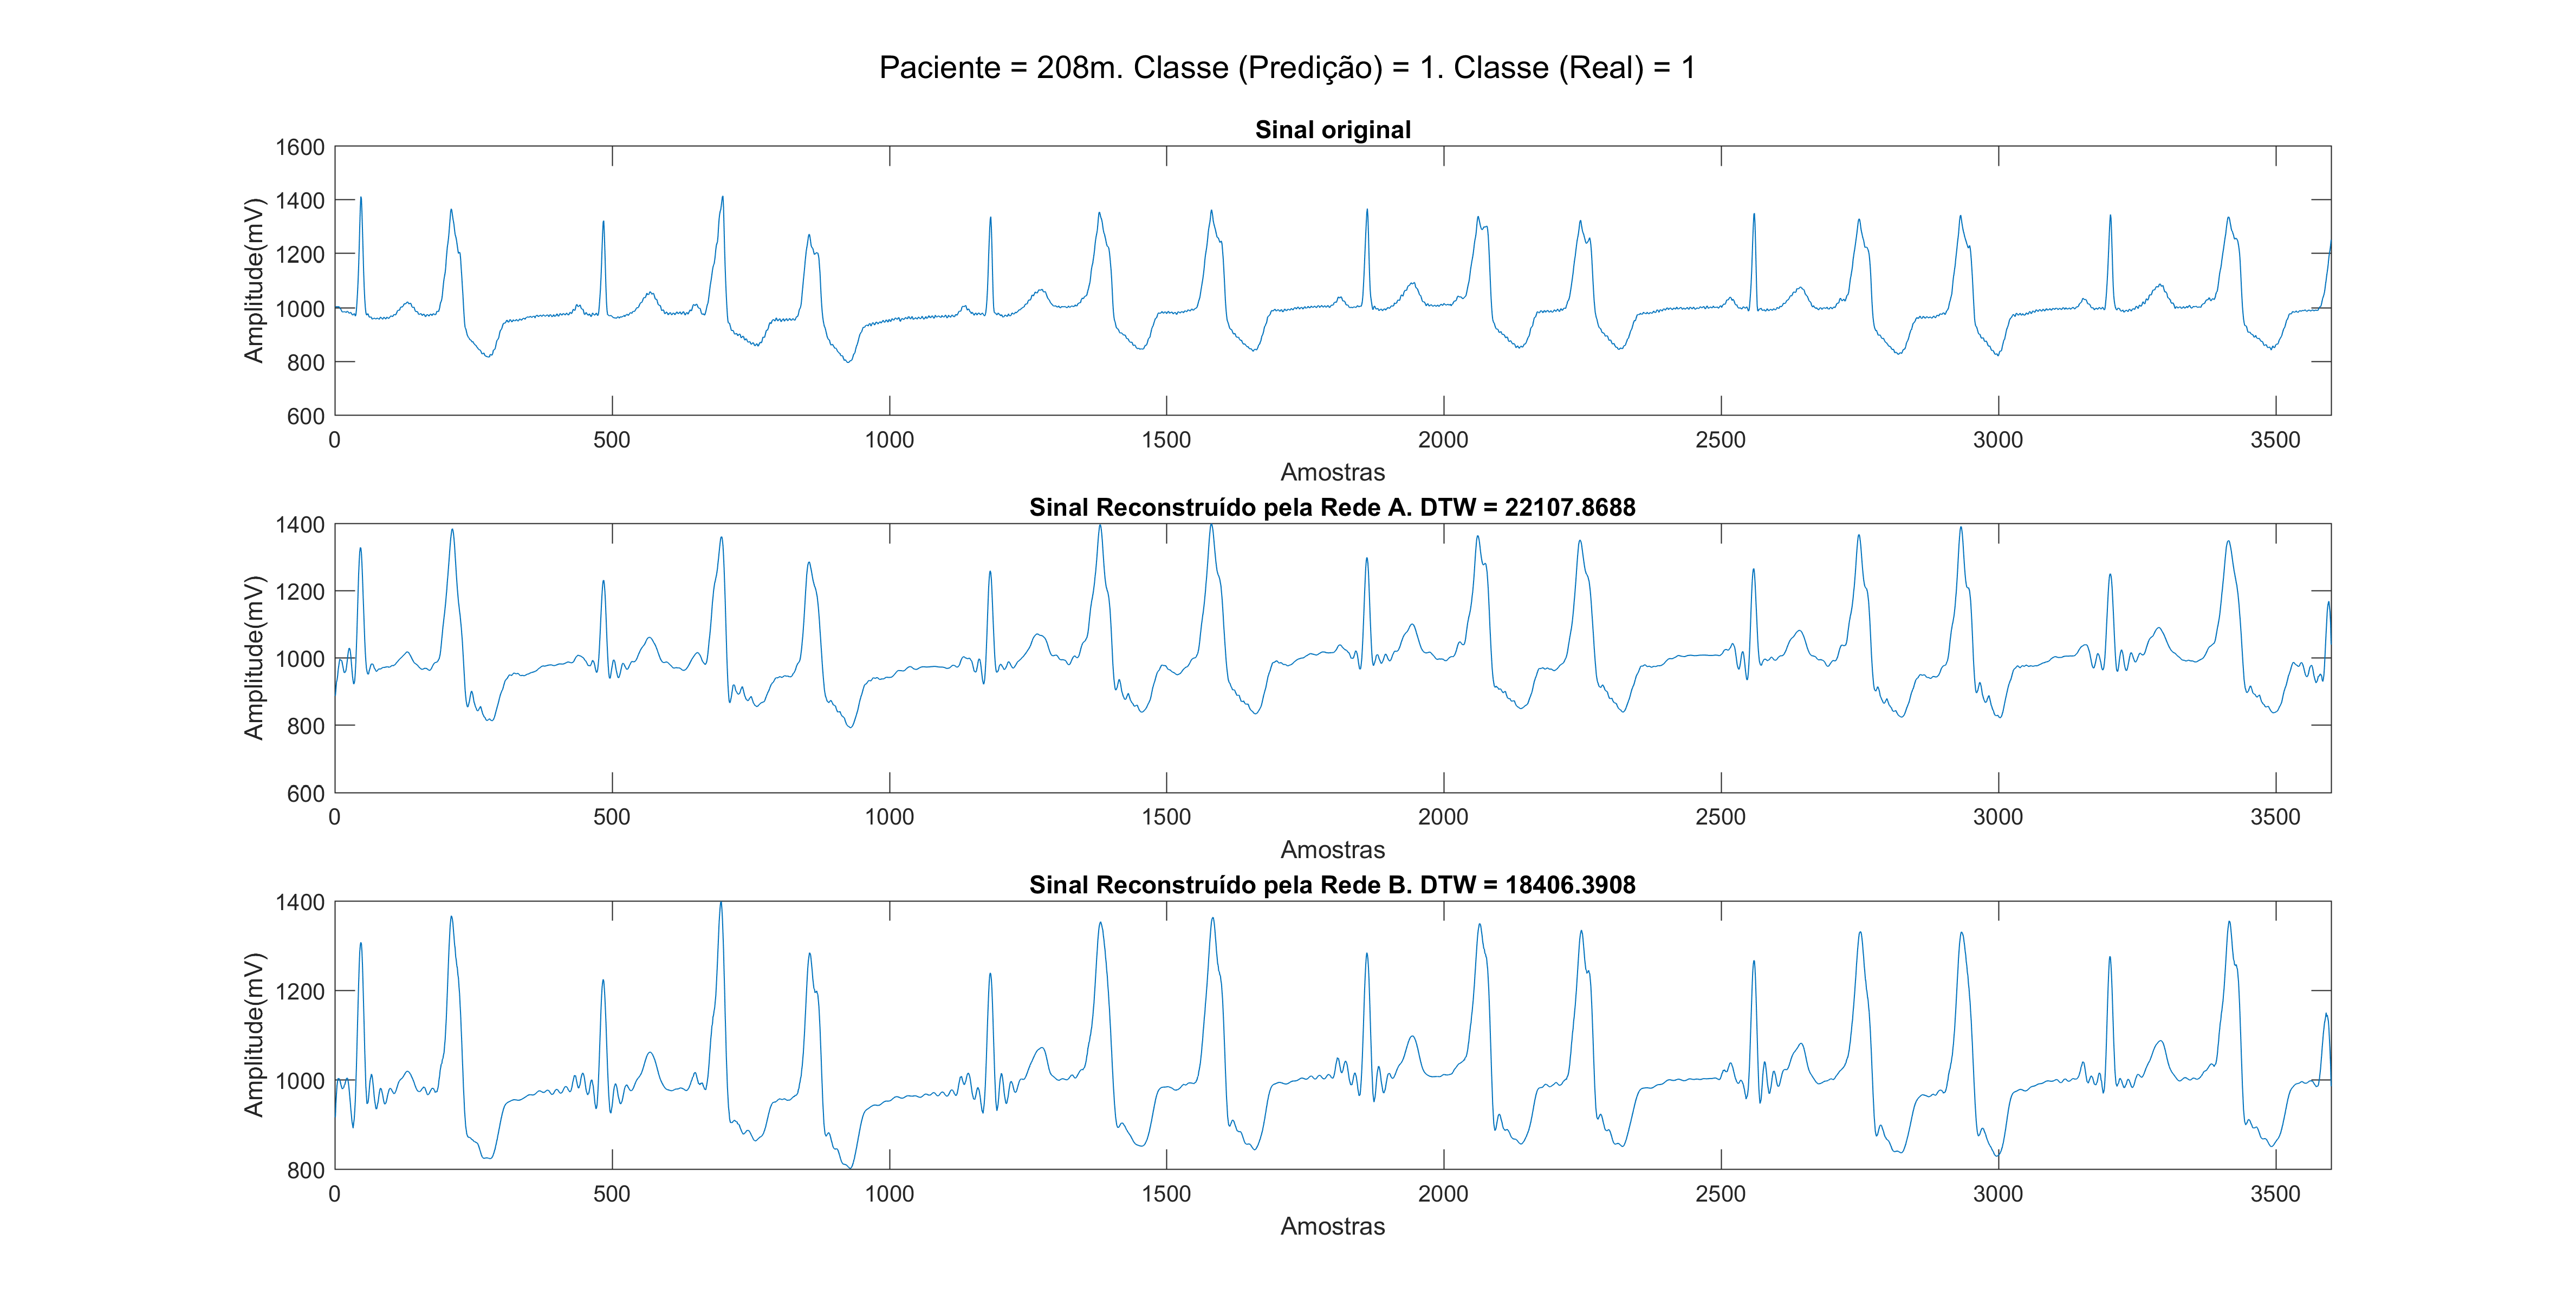 Paciente = 208m. Classe (Predição) = 1. Classe (Real) = 1
Sinal original
Amplitude(mV)
1600
1400
1200
1000
800
600
0 500 1000 1500 2000 2500 3000 3500
Amostras
Sinal Reconstruído pela Rede A. DTW = 22107.8688
Amplitude(mV)
1400
1200
1000
800
600
0 500 1000 1500 2000 2500 3000 3500
Amostras
Sinal Reconstruído pela Rede B. DTW = 18406.3908
Amplitude(mV)
1400
1200
1000
800
0 500 1000 1500 2000 2500 3000 3500
Amostras